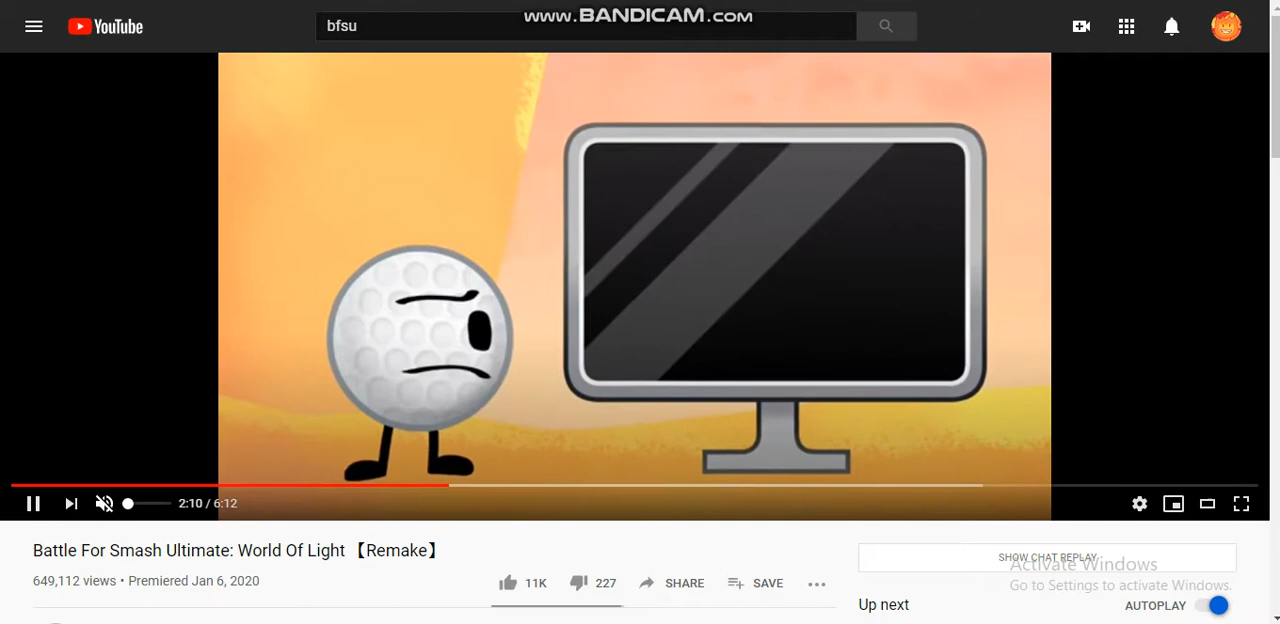 www.BANDICAM.com
YouTube
bfsu
2:10 / 6:12
Battle For Smash Ultimate: World Of Light 【Remake】
649,112 views • Premiered Jan 6, 2020
11K
227
SHARE
SAVE
SHOW CHAT REPLAY
Activate Windows
Go to Settings to activate Windows.
Up next
AUTOPLAY